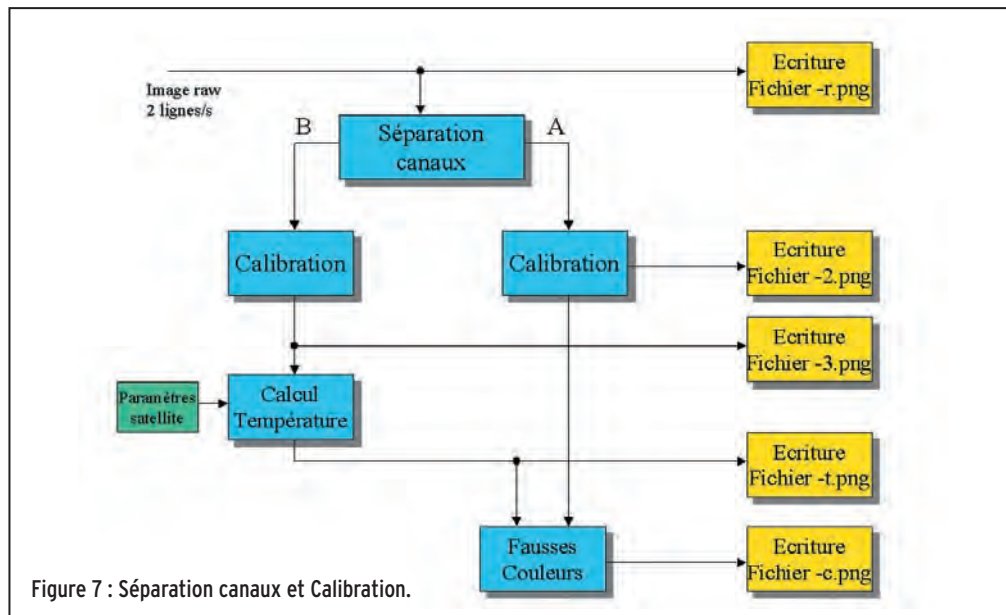 Ecriture
Fichier -r.png
Image raw
2 lignes/s
B
A
Séparation
canaux
Calibration
Calibration
Ecriture
Fichier -2.png
Ecriture
Fichier -3.png
Paramètres
satellite
Calcul
Température
Ecriture
Fichier -t.png
Fausses
Couleurs
Ecriture
Fichier -c.png
Figure 7 : Séparation canaux et Calibration.